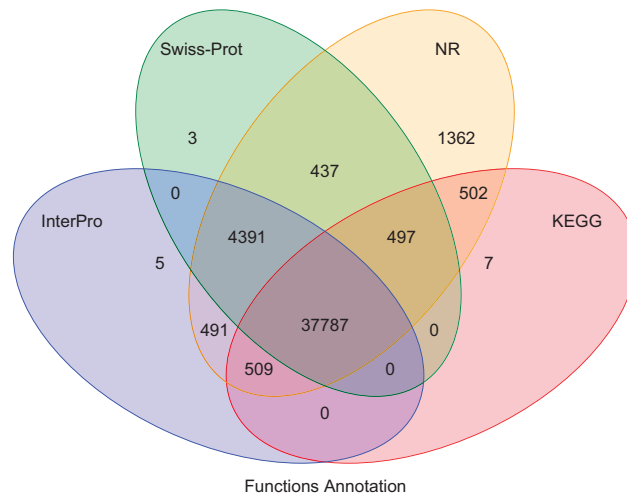 Swiss-Prot NR
3 1362
437
0 502
InterPro KEGG
4391 497
5 7
491 37787 0
509 0
0
Functions Annotation